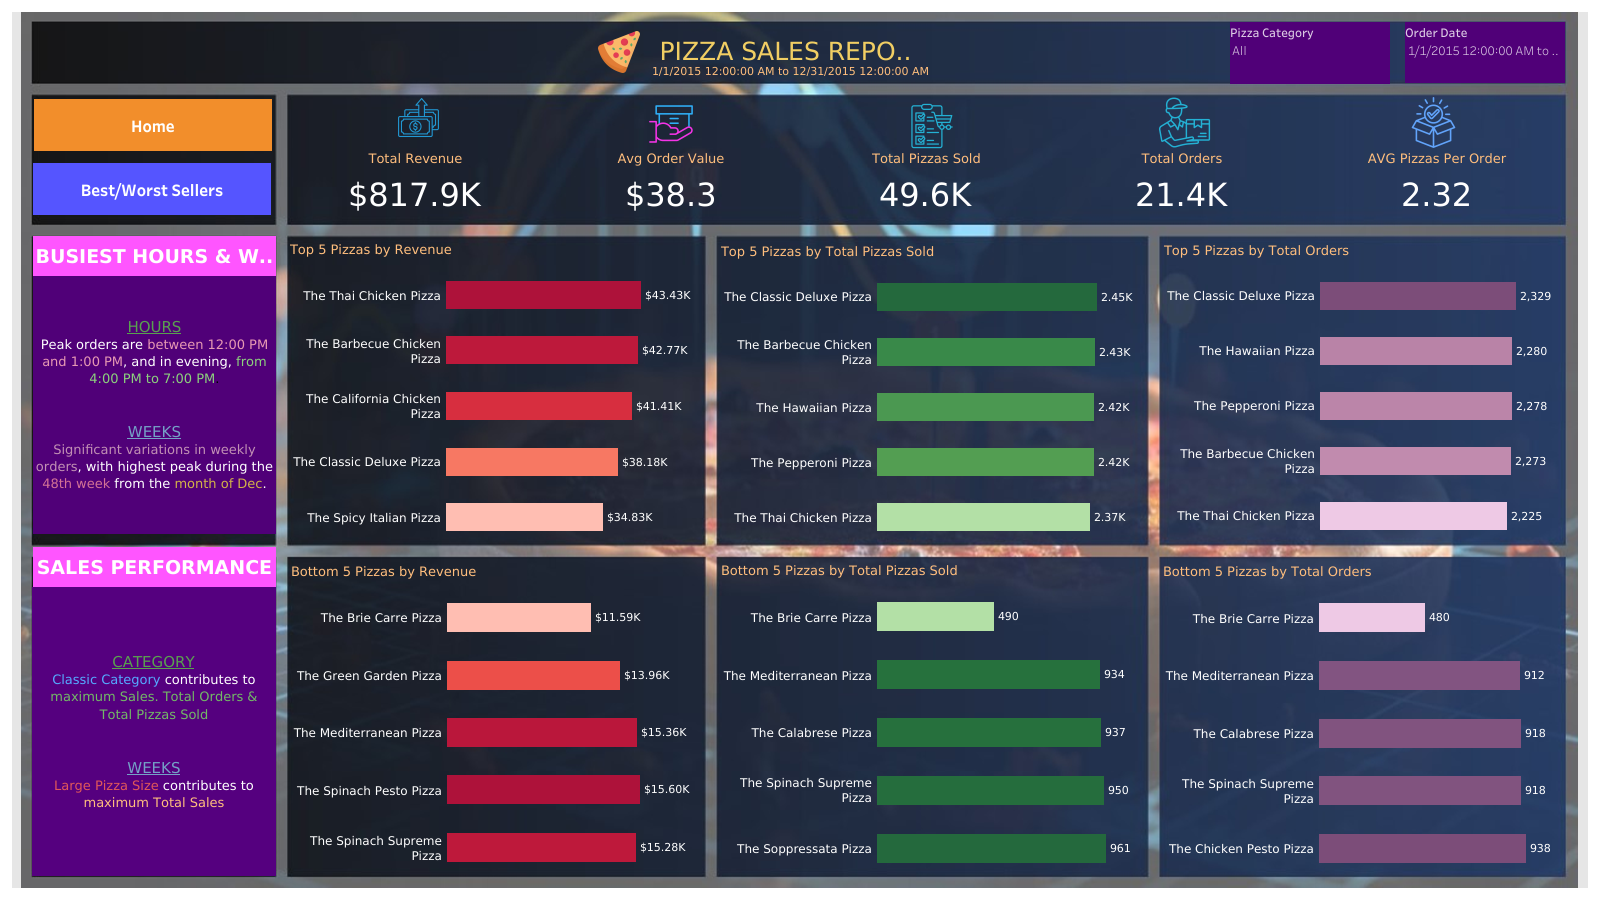 PIZZA SALES REPO..
1/1/2015 12:00:00 AM to 12/31/2015 12:00:00 AM
Pizza Category
All
Order Date
1/1/2015 12:00:00 AM to ..
Home
Best/Worst Sellers
Total Revenue
$817.9K
Avg Order Value
$38.3
Total Pizzas Sold
49.6K
Total Orders
21.4K
AVG Pizzas Per Order
2.32
BUSIEST HOURS & W..
HOURS
Peak orders are between 12:00 PM
and 1:00 PM, and in evening, from
4:00 PM to 7:00 PM
WEEKS
Significant variations in weekly
orders, with highest peak during the
48th week from the month of Dec.
SALES PERFORMANCE
CATEGORY
Classic Category contributes to
maximum Sales. Total Orders &
Total Pizzas Sold
WEEKS
Large Pizza Size contributes to
maximum Total Sales
Top 5 Pizzas by Revenue
The Thai Chicken Pizza $43.43K
The Barbecue Chicken
Pizza $42.77K
The California Chicken
Pizza $41.41K
The Classic Deluxe Pizza $38.18K
The Spicy Italian Pizza $34.83K
Top 5 Pizzas by Total Pizzas Sold
The Classic Deluxe Pizza 2.45K
The Barbecue Chicken
Pizza 2.43K
The Hawaiian Pizza 2.42K
The Pepperoni Pizza 2.42K
The Thai Chicken Pizza 2.37K
Top 5 Pizzas by Total Orders
The Classic Deluxe Pizza 2,329
The Hawaiian Pizza 2,280
The Pepperoni Pizza 2,278
The Barbecue Chicken
Pizza 2,273
The Thai Chicken Pizza 2,225
Bottom 5 Pizzas by Revenue
The Brie Carre Pizza $11.59K
The Green Garden Pizza $13.96K
The Mediterranean Pizza $15.36K
The Spinach Pesto Pizza $15.60K
The Spinach Supreme
Pizza $15.28K
Bottom 5 Pizzas by Total Pizzas Sold
The Brie Carre Pizza 490
The Mediterranean Pizza 934
The Calabrese Pizza 937
The Spinach Supreme
Pizza 950
The Soppressata Pizza 961
Bottom 5 Pizzas by Total Orders
The Brie Carre Pizza 480
The Mediterranean Pizza 912
The Calabrese Pizza 918
The Spinach Supreme
Pizza 918
The Chicken Pesto Pizza 938